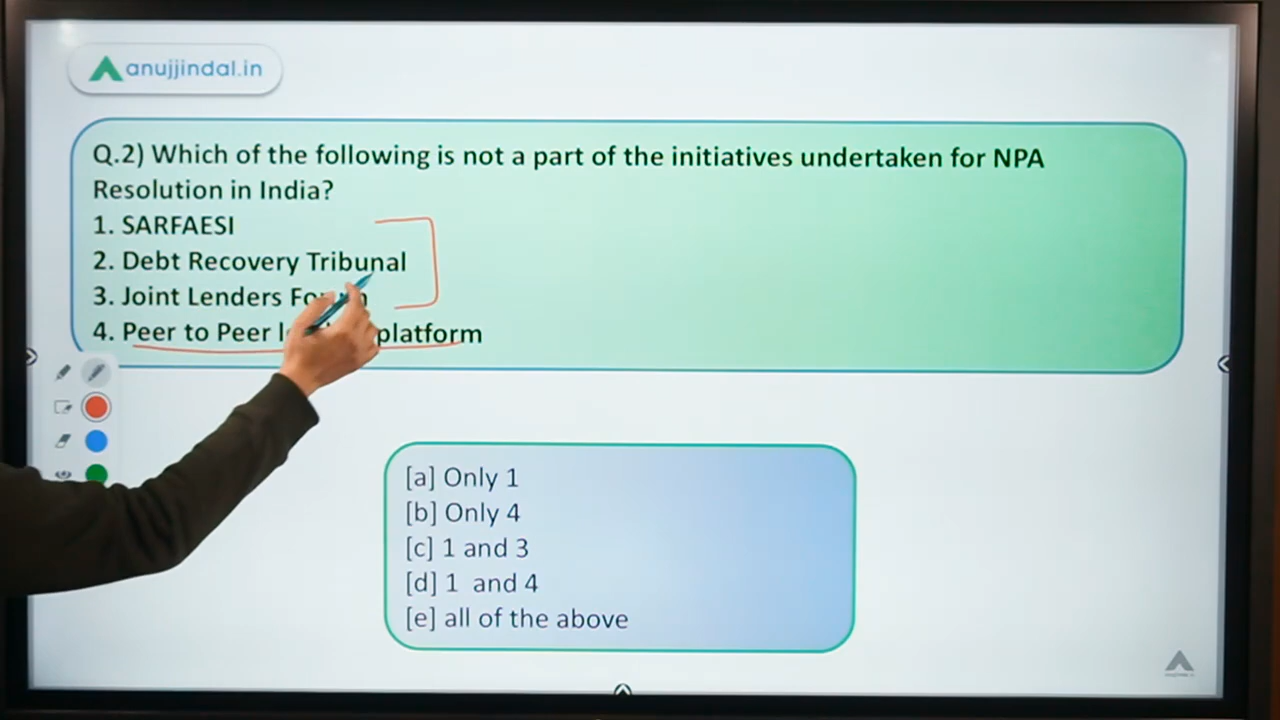 anujjindal.in
Q.2) Which of the following is not a part of the initiatives undertaken for NPA
Resolution in India?
1. SARFAESI
2. Debt Recovery Tribunal
3. Joint Lenders
4. Peer to Peer platform
[a] Only 1
[b] Only 4
[c] 1 and 3
[d] 1 and 4
[e] all of the above